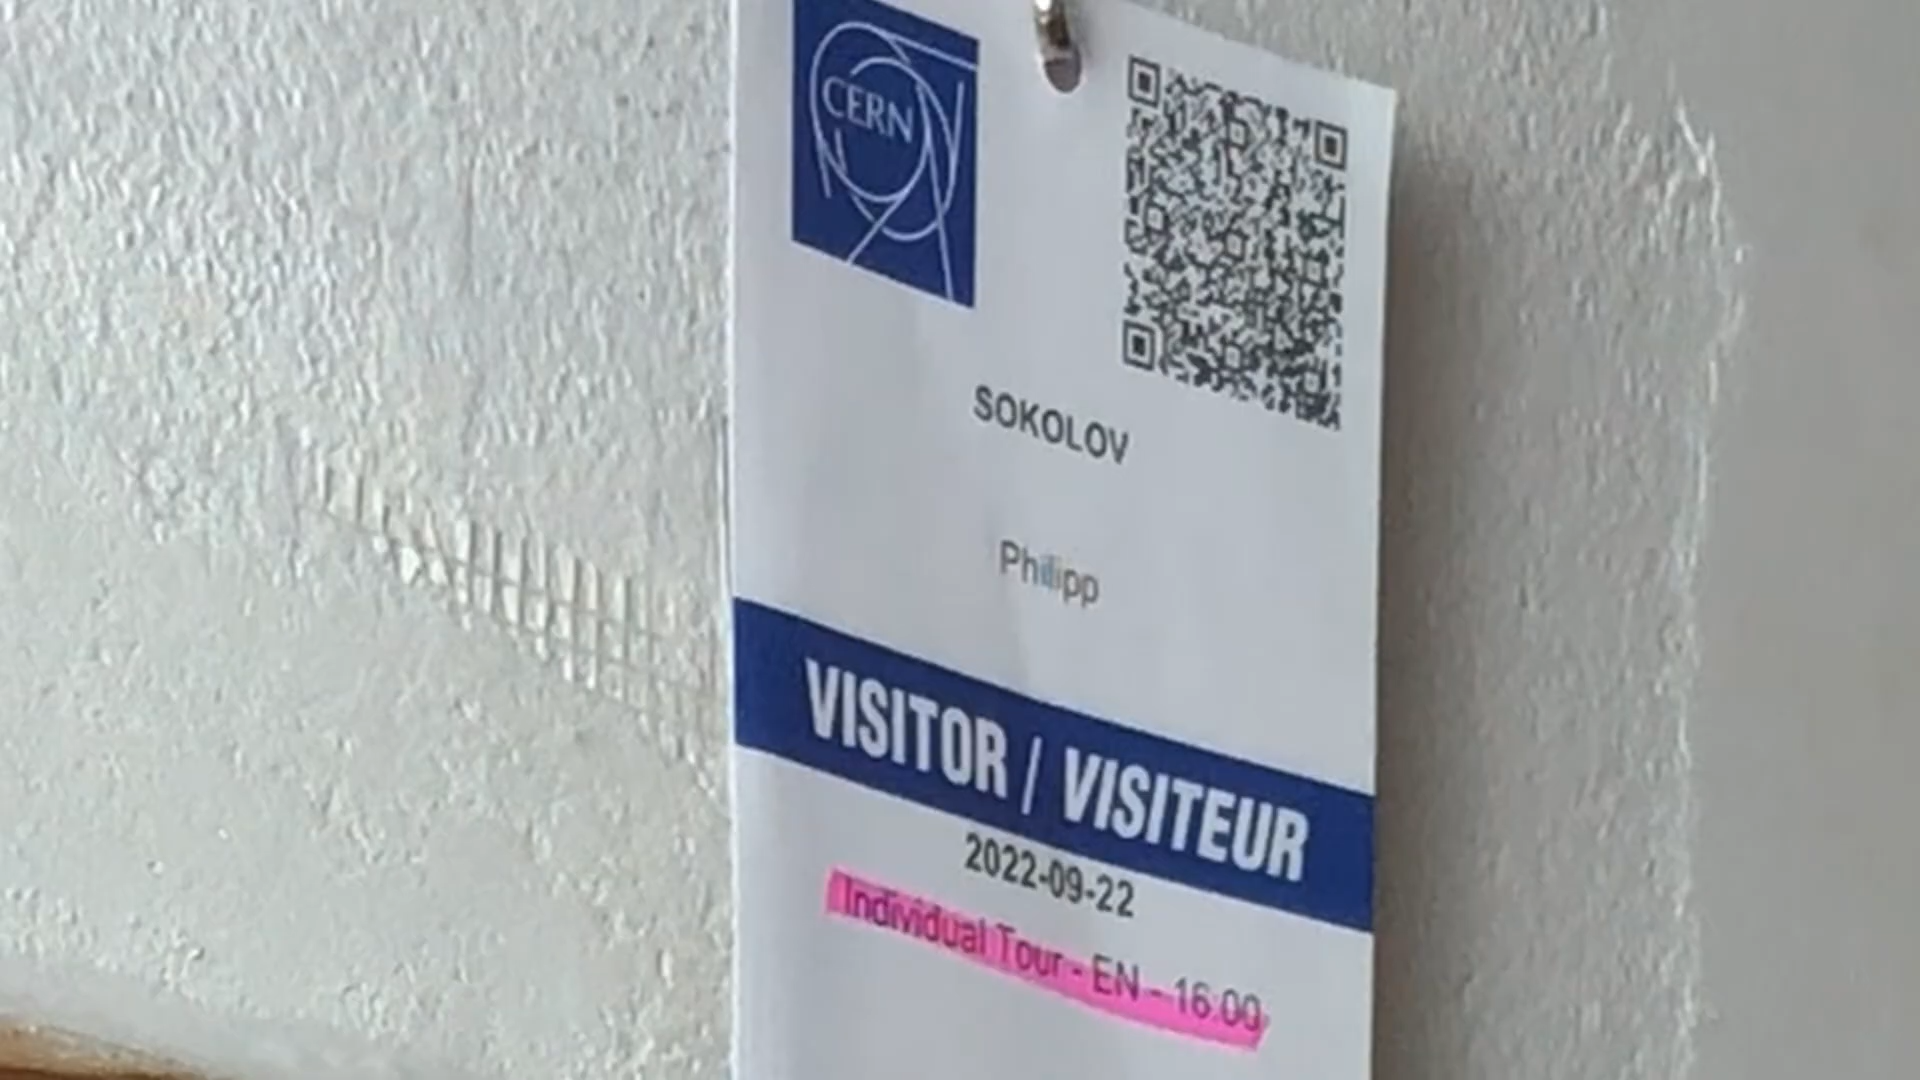 CERN
SOKOLOV
Philipp
VISITOR / VISITEUR
2022-09-22
Individual Tour - EN - 16:00